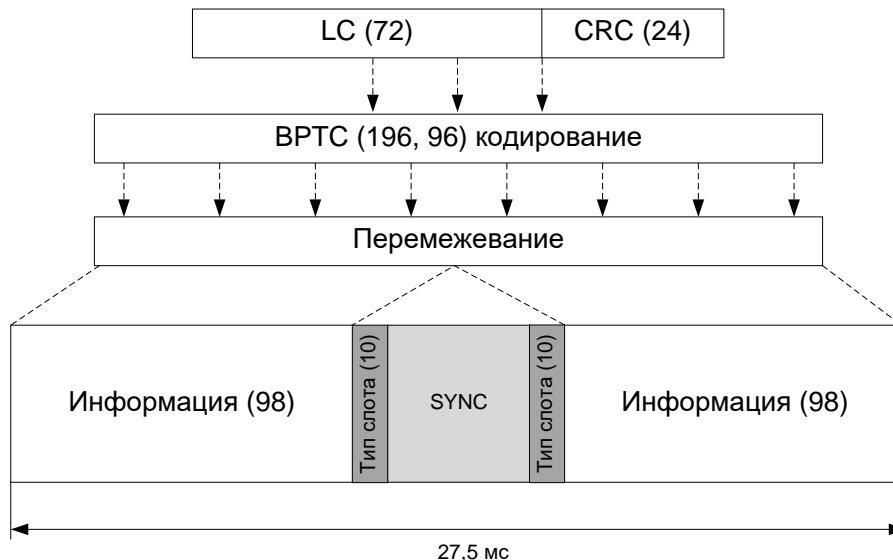 LC (72)
CRC (24)
BPTC (196, 96) кодирование
Перемежевание
Информация (98)
Тип слота (10)
SYNC
Тип слота (10)
Информация (98)
27,5 мс